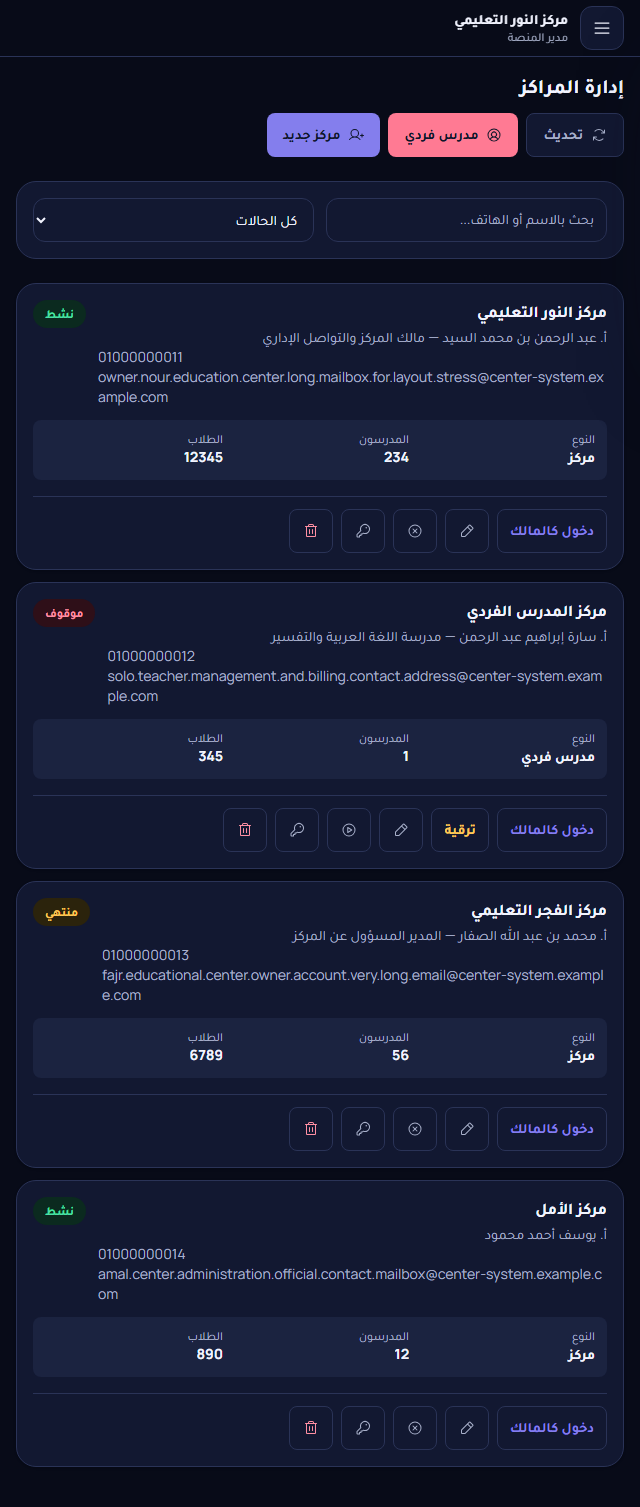 مركز النور التعليمي
مدير المنصة
إدارة المراكز
تحديث
مدرس فردي
مركز جديد
بحث بالاسم أو الهاتف...
كل الحالات
مركز النور التعليمي
نشط
أ. عبد الرحمن بن محمد السيد — مالك المركز والتواصل الإداري
01000000011
owner.nour.education.center.long.mailbox.for.layout.stress@center-system.ex
ample.com
النوع المدرسون الطلاب
مركز 234 12345
دخول كالمالك
مركز المدرس الفردي
موقوف
أ. سارة إبراهيم عبد الرحمن — مدرسة اللغة العربية والتفسير
01000000012
solo.teacher.management.and.billing.contact.address@center-system.exam
ple.com
النوع المدرسون الطلاب
مدرس فردي 1 345
دخول كالمالك
ترقية
مركز الفجر التعليمي
منتهي
أ. محمد بن عبد الله الصفار — المدير المسؤول عن المركز
01000000013
fajr.educational.center.owner.account.very.long.email@center-system.exampl
e.com
النوع المدرسون الطلاب
مركز 56 6789
دخول كالمالك
مركز الأمل
نشط
أ. يوسف أحمد محمود
01000000014
amal.center.administration.official.contact.mailbox@center-system.example.c
om
النوع المدرسون الطلاب
مركز 12 890
دخول كالمالك